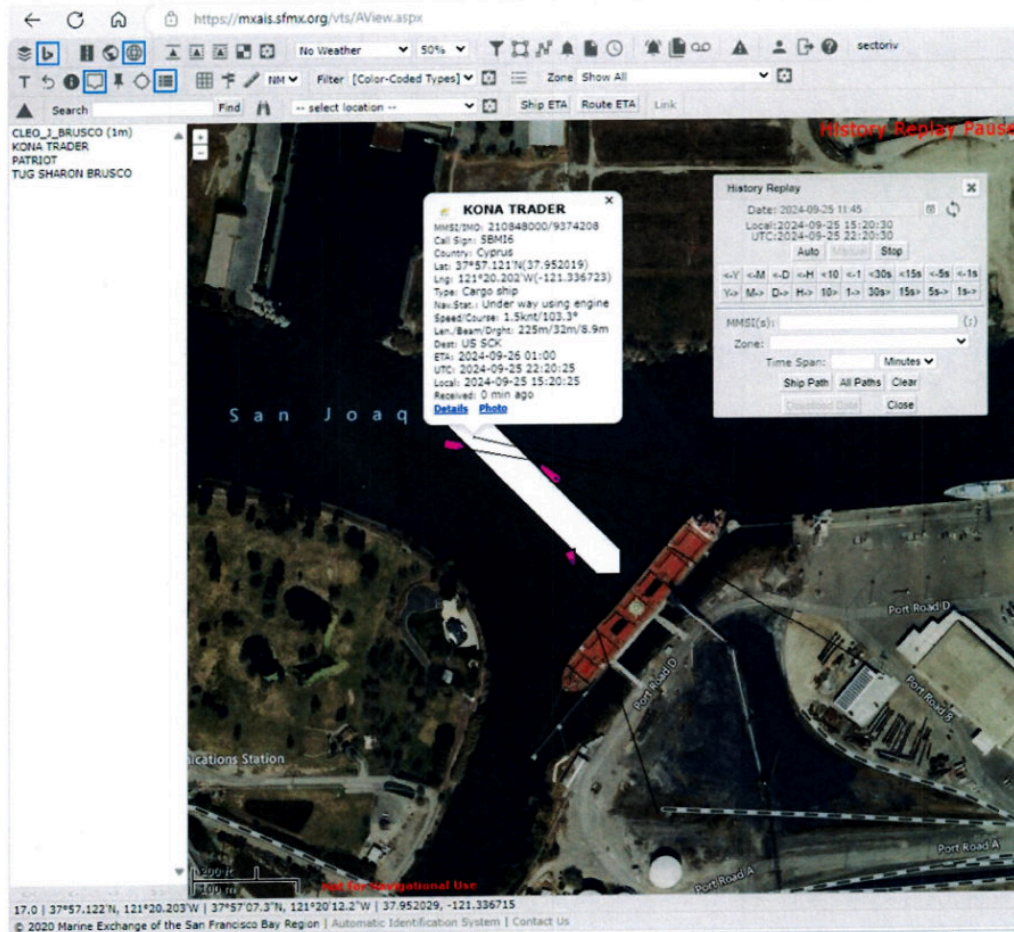 https://mxais.sfmx.org/vts/AView.aspx
No Weather 50% sectoriv
NM Filter [Color-Coded Types] Zone Show All
Search Find -- select location -- Ship ETA Route ETA Link
CLEO_J_BRUSCO (1m)
KONA TRADER
PATRIOT
TUG SHARON BRUSCO
+
-
History Replay Pause
KONA TRADER
MMSI/IMO: 210848000/9374208
Call Sign: 5BMI6
Country: Cyprus
Lat: 37°57.121'N(37.952019)
Lng: 121°20.202'W(-121.336723)
Type: Cargo ship
Nav.Stat.: Under way using engine
Speed/Course: 1.5knt/103.3°
Len./Beam/Drght: 225m/32m/8.9m
Dest: US SCK
ETA: 2024-09-26 01:00
UTC: 2024-09-25 22:20:25
Local: 2024-09-25 15:20:25
Received: 0 min ago
Details Photo
History Replay
Date: 2024-09-25 11:45
Local:2024-09-25 15:20:30
UTC:2024-09-25 22:20:30
Auto Manual Stop
<-Y <-M <-D <-H <10 <-1 <30s <15s <-5s <-1s
Y-> M-> D-> H-> 10> 1-> 30s> 15s> 5s-> 1s->
MMSI(s): (;)
Zone:
Time Span: Minutes
Ship Path All Paths Clear
Download Data Close
San Joaq
Port Road D
Port Road D
Port Road B
ications Station
Port Road A
Port Road A
200 ft
100 m
Not for Navigational Use
17.0 | 37°57.122'N, 121°20.203'W | 37°57'07.3"N, 121°20'12.2"W | 37.952029, -121.336715
© 2020 Marine Exchange of the San Francisco Bay Region | Automatic Identification System | Contact Us